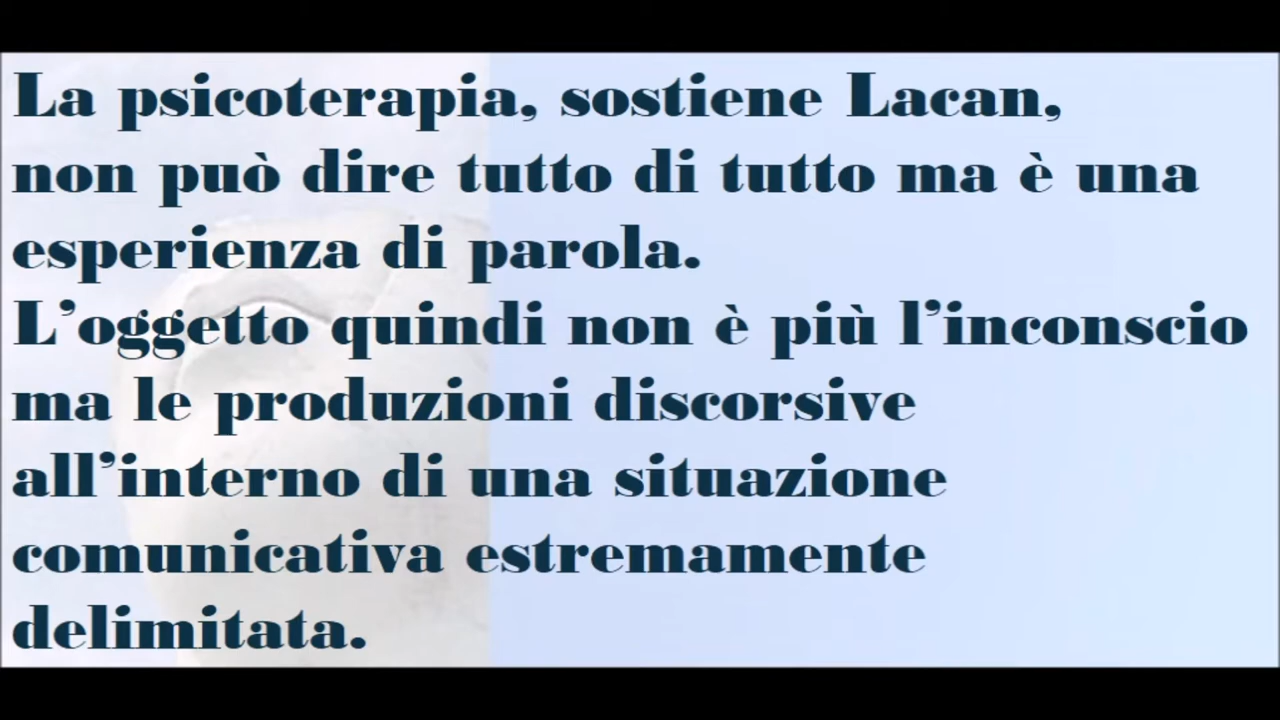 La psicoterapia, sostiene Lacan,
non può dire tutto di tutto ma è una
esperienza di parola.
L’oggetto quindi non è più l’inconscio
ma le produzioni discorsive
all’interno di una situazione
comunicativa estremamente
delimitata.